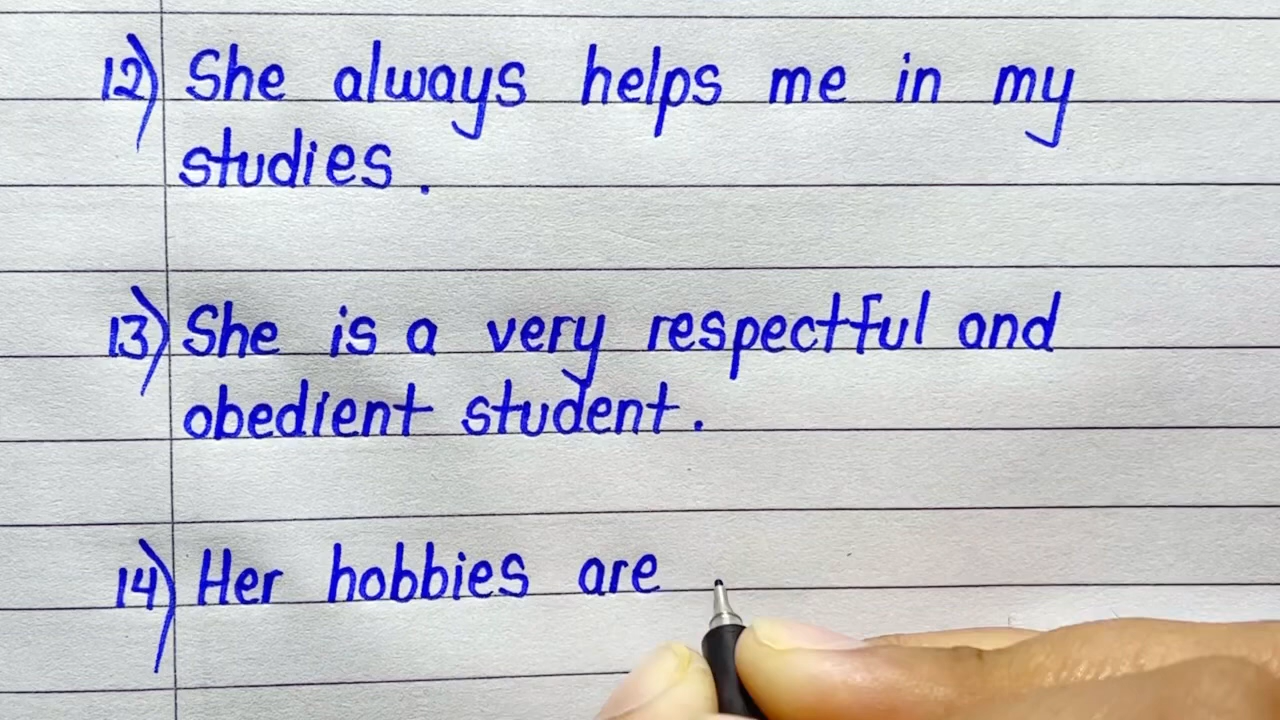 12) She always helps me in my
studies.
13) She is a very respectful and
obedient student.
14) Her hobbies are